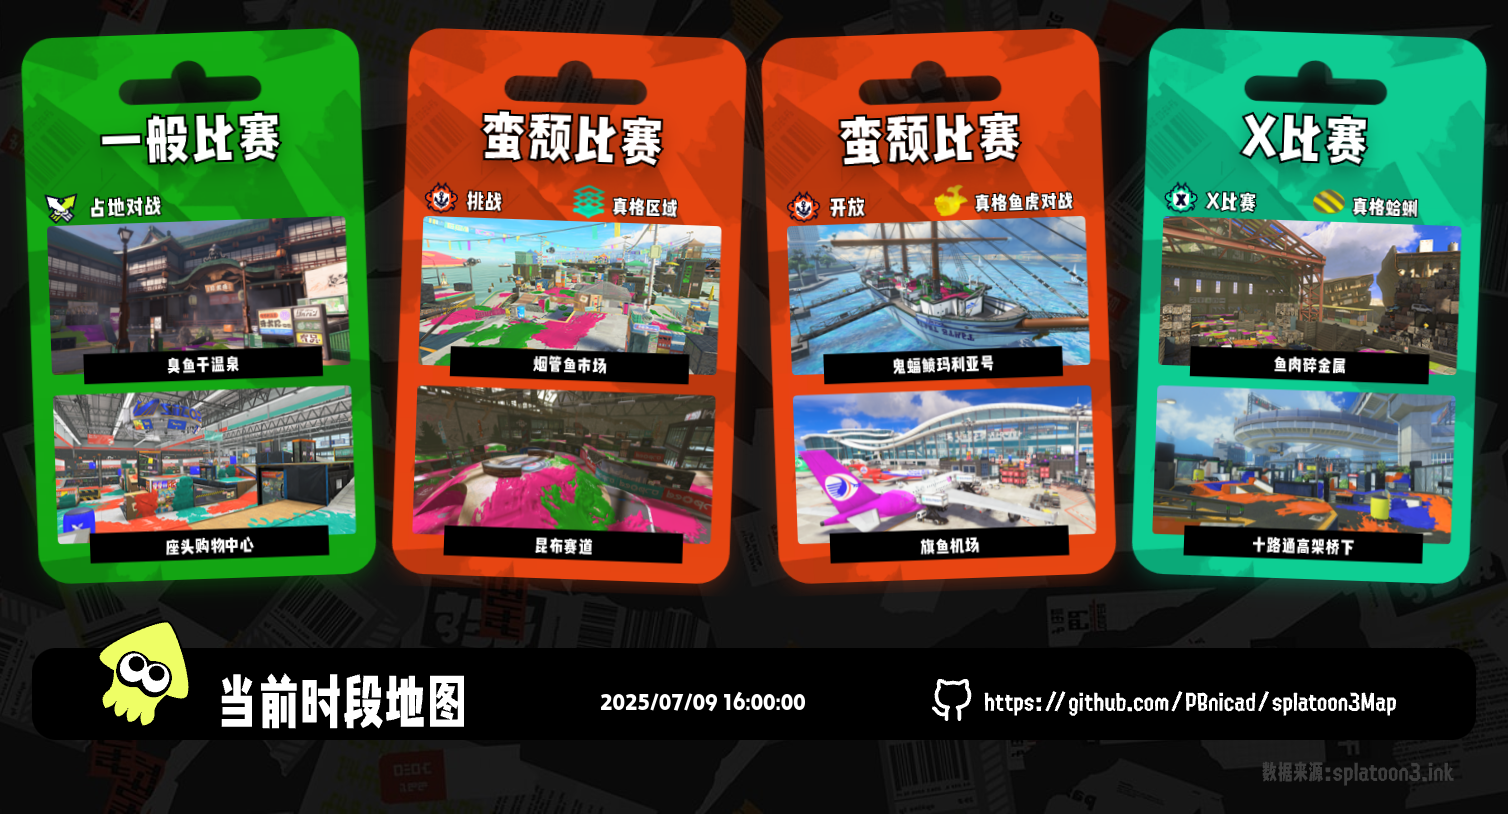 一般比赛
占地对战
臭鱼干温泉
座头购物中心
蛮颓比赛
挑战
真格区域
烟管鱼市场
昆布赛道
蛮颓比赛
开放
真格鱼虎对战
鬼蝠鲼玛利亚号
旗鱼机场
X比赛
X比赛
真格蛤蜊
鱼肉碎金属
十路通高架桥下
当前时段地图
2025/07/09 16:00:00
https://github.com/PBnicad/splatoon3Map
数据来源:splatoon3.ink